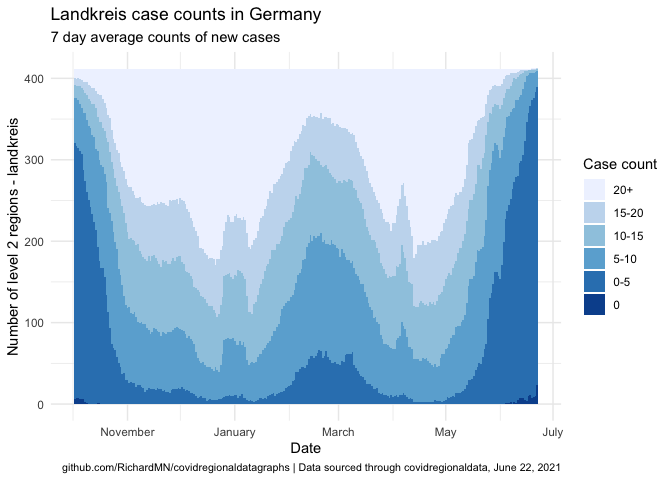 Landkreis case counts in Germany
7 day average counts of new cases
Number of level 2 regions - landkreis
400
300
200
100
0
November
January
March
May
July
Date
Case count
20+
15-20
10-15
5-10
0-5
0
github.com/RichardMN/covidregionaldatagraphs | Data sourced through covidregionaldata, June 22, 2021